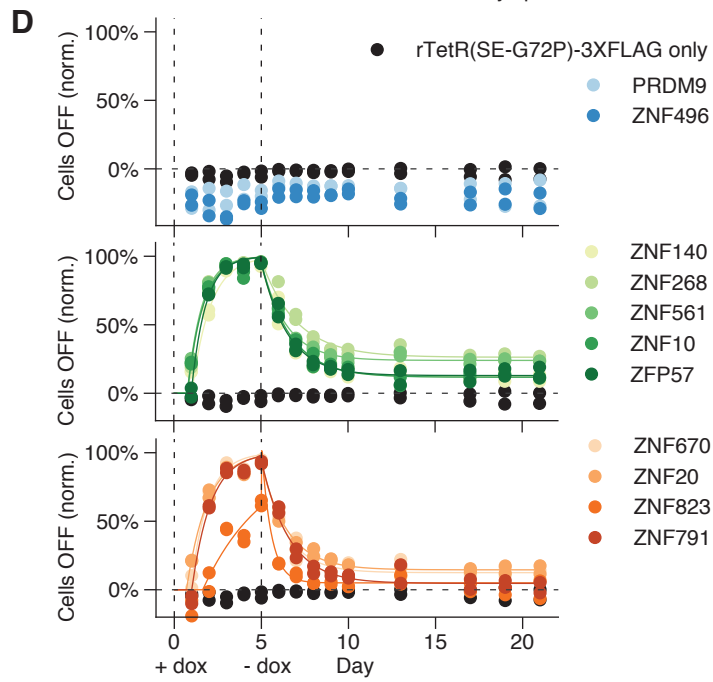 D
Cells OFF (norm.)
100%
50%
0%
rTetR(SE-G72P)-3XFLAG only
PRDM9
ZNF496
Cells OFF (norm.)
100%
50%
0%
ZNF140
ZNF268
ZNF561
ZNF10
ZFP57
Cells OFF (norm.)
100%
50%
0%
ZNF670
ZNF20
ZNF823
ZNF791
0 5 10 15 20
+ dox - dox Day